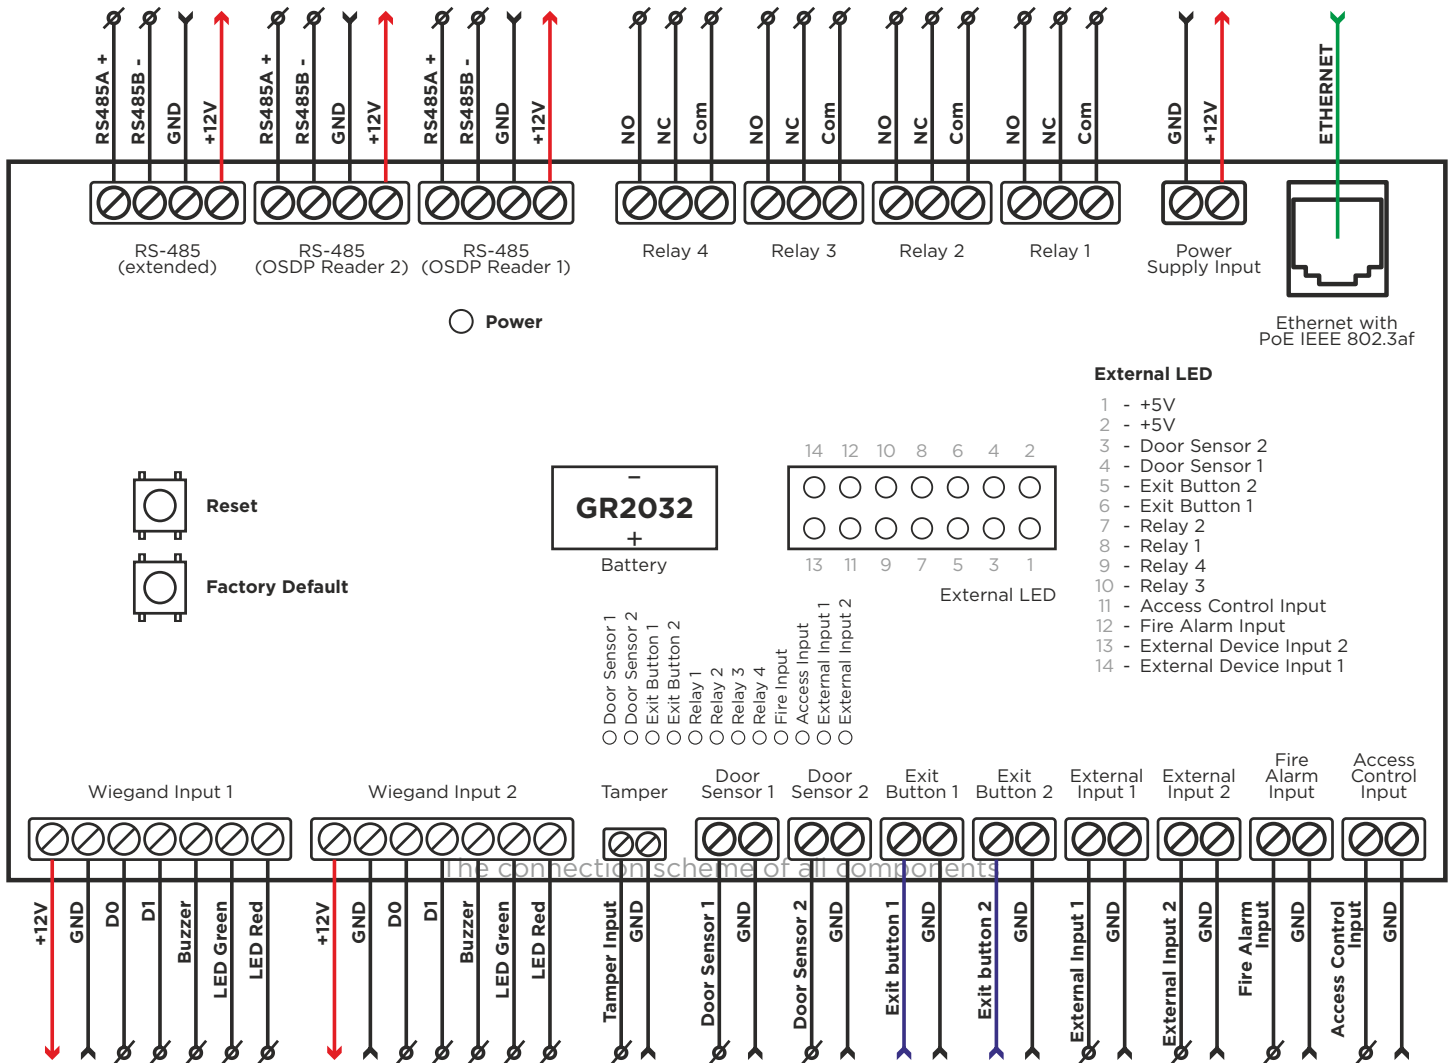 RS485A +
RS485B -
GND
+12V
RS485A +
RS485B -
GND
+12V
RS485A +
RS485B -
GND
+12V
NO
NC
Com
NO
NC
Com
NO
NC
Com
NO
NC
Com
GND
+12V
ETHERNET
RS-485
(extended)
RS-485
(OSDP Reader 2)
RS-485
(OSDP Reader 1)
Relay 4
Relay 3
Relay 2
Relay 1
Power
Supply Input
Ethernet with
PoE IEEE 802.3af
Power
External LED
1 - +5V
2 - +5V
3 - Door Sensor 2
4 - Door Sensor 1
5 - Exit Button 2
6 - Exit Button 1
7 - Relay 2
8 - Relay 1
9 - Relay 4
10 - Relay 3
11 - Access Control Input
12 - Fire Alarm Input
13 - External Device Input 2
14 - External Device Input 1
Reset
Factory Default
–
GR2032
+
Battery
14 12 10 8 6 4 2
13 11 9 7 5 3 1
External LED
Door Sensor 1
Door Sensor 2
Exit Button 1
Exit Button 2
Relay 1
Relay 2
Relay 3
Relay 4
Fire Input
Access Input
External Input 1
External Input 2
Wiegand Input 1
Wiegand Input 2
Tamper
Door
Sensor 1
Door
Sensor 2
Exit
Button 1
Exit
Button 2
External
Input 1
External
Input 2
Fire
Alarm
Input
Access
Control
Input
The connection scheme of all components
+12V
GND
D0
D1
Buzzer
LED Green
LED Red
+12V
GND
D0
D1
Buzzer
LED Green
LED Red
Tamper Input
GND
Door Sensor 1
GND
Door Sensor 2
GND
Exit button 1
GND
Exit button 2
GND
External Input 1
GND
External Input 2
GND
Fire Alarm
Input
GND
Access Control
Input
GND